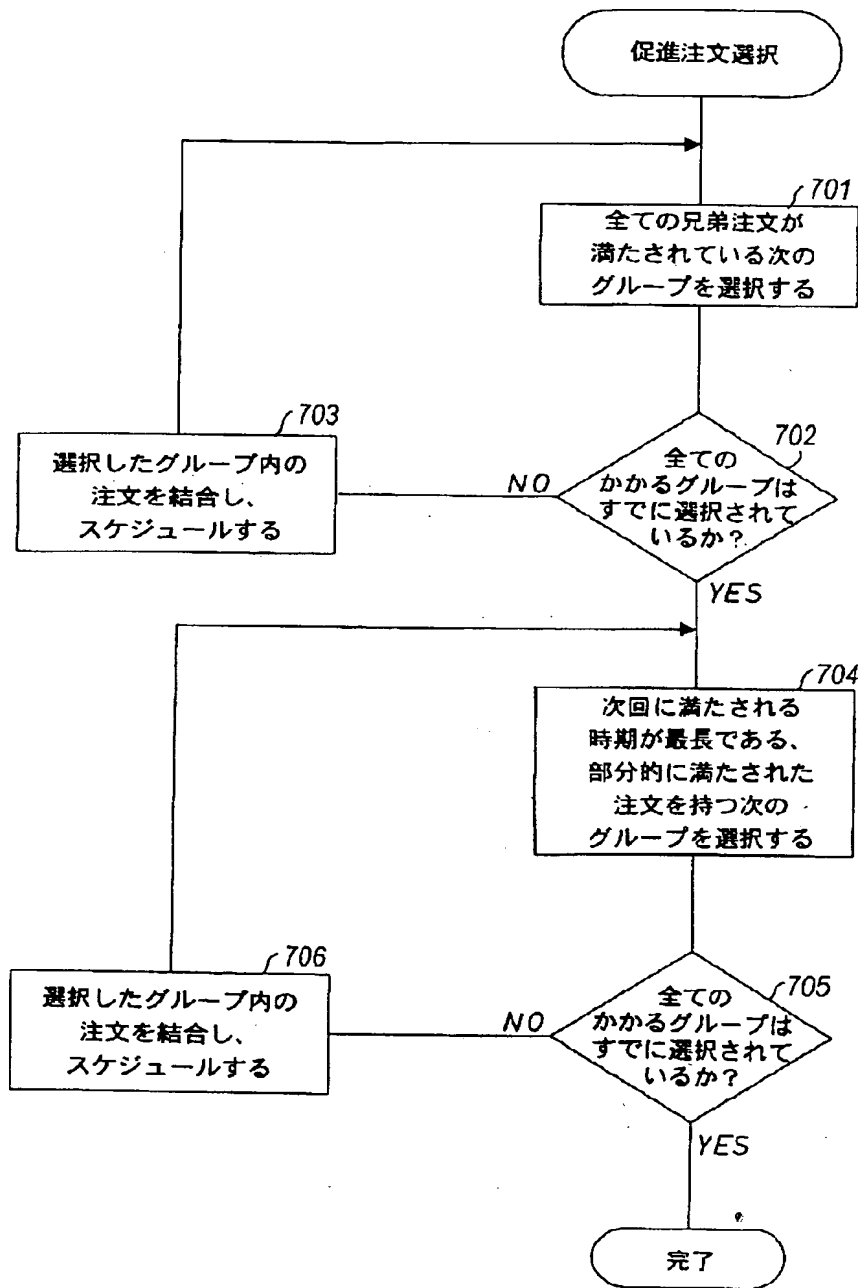 促進注文選択
701
全ての兄弟注文が
満たされている次の
グループを選択する
703
選択したグループ内の
注文を結合し、
スケジュールする
702
全ての
かかるグループは
すでに選択されて
いるか?
NO
YES
704
次回に満たされる
時期が最長である、
部分的に満たされた
注文を持つ次の
グループを選択する
706
選択したグループ内の
注文を結合し、
スケジュールする
705
全ての
かかるグループは
すでに選択されて
いるか?
NO
YES
完了